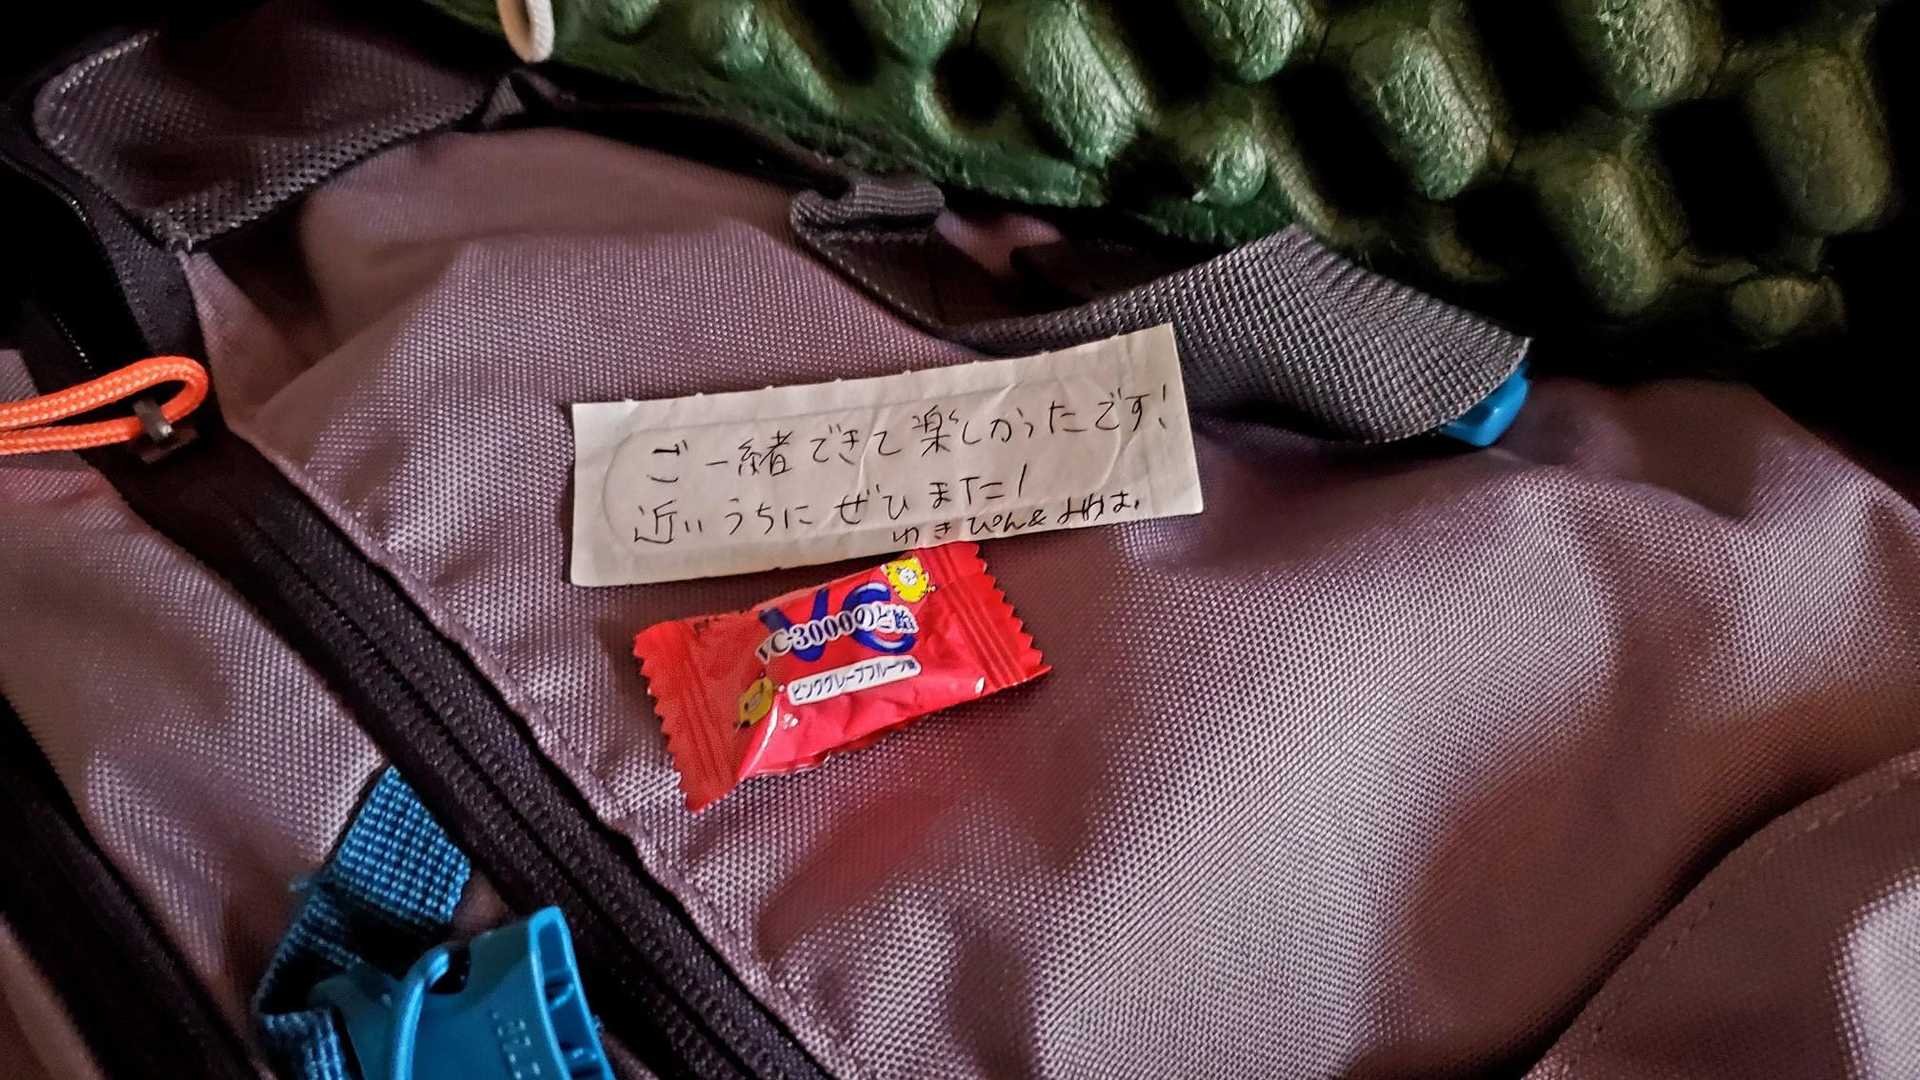 ご一緒できて楽しかったです!
近いうちにぜひまた!
ゆきぴん&みけは。
VC
VC-3000のど飴
ピンクグレープフルーツ味